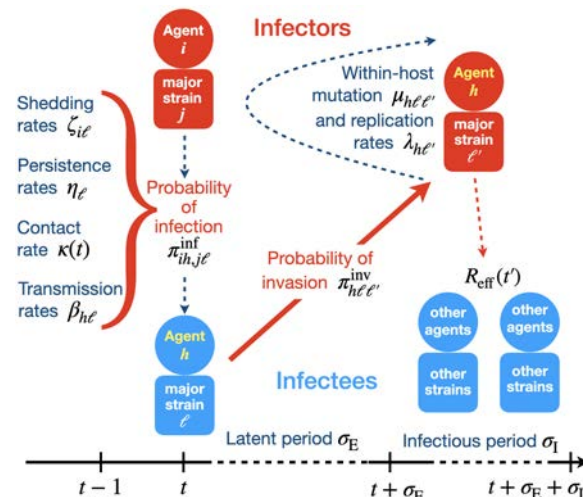 Agent
i
Infectors
major
strain
j
Shedding
rates ζ_{iℓ}
Persistence
rates η_ℓ
Contact
rate κ(t)
Transmission
rates β_{hℓ}
Probability
of infection
π^{inf}_{ih,jℓ}
Agent
h
major
strain
ℓ
Within-host
mutation μ_{hℓℓ'}
and replication
rates λ_{hℓ'}
Agent
h
major
strain
ℓ'
Probability of
invasion π^{inv}_{hℓℓ'}
R_{eff}(t')
other
agents
other
agents
other
strains
other
strains
Infectees
Latent period σ_E
Infectious period σ_I
t − 1
t
t + σ_E
t + σ_E + σ_I